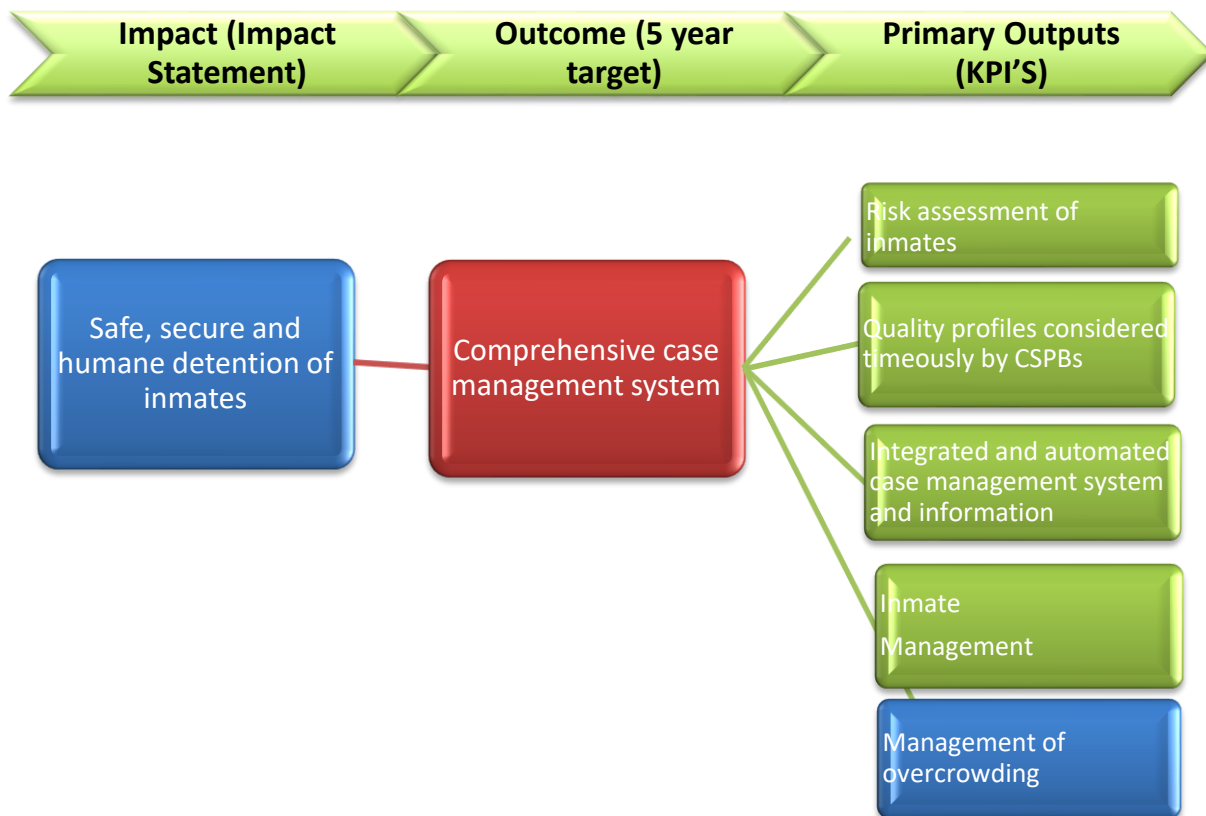 Impact (Impact
Statement)
Outcome (5 year
target)
Primary Outputs
(KPI’S)
Safe, secure and
humane detention of
inmates
Comprehensive case
management system
Risk assessment of
inmates
Quality profiles considered
timeously by CSPBs
Integrated and automated
case management system
and information
Inmate
Management
Management of
overcrowding